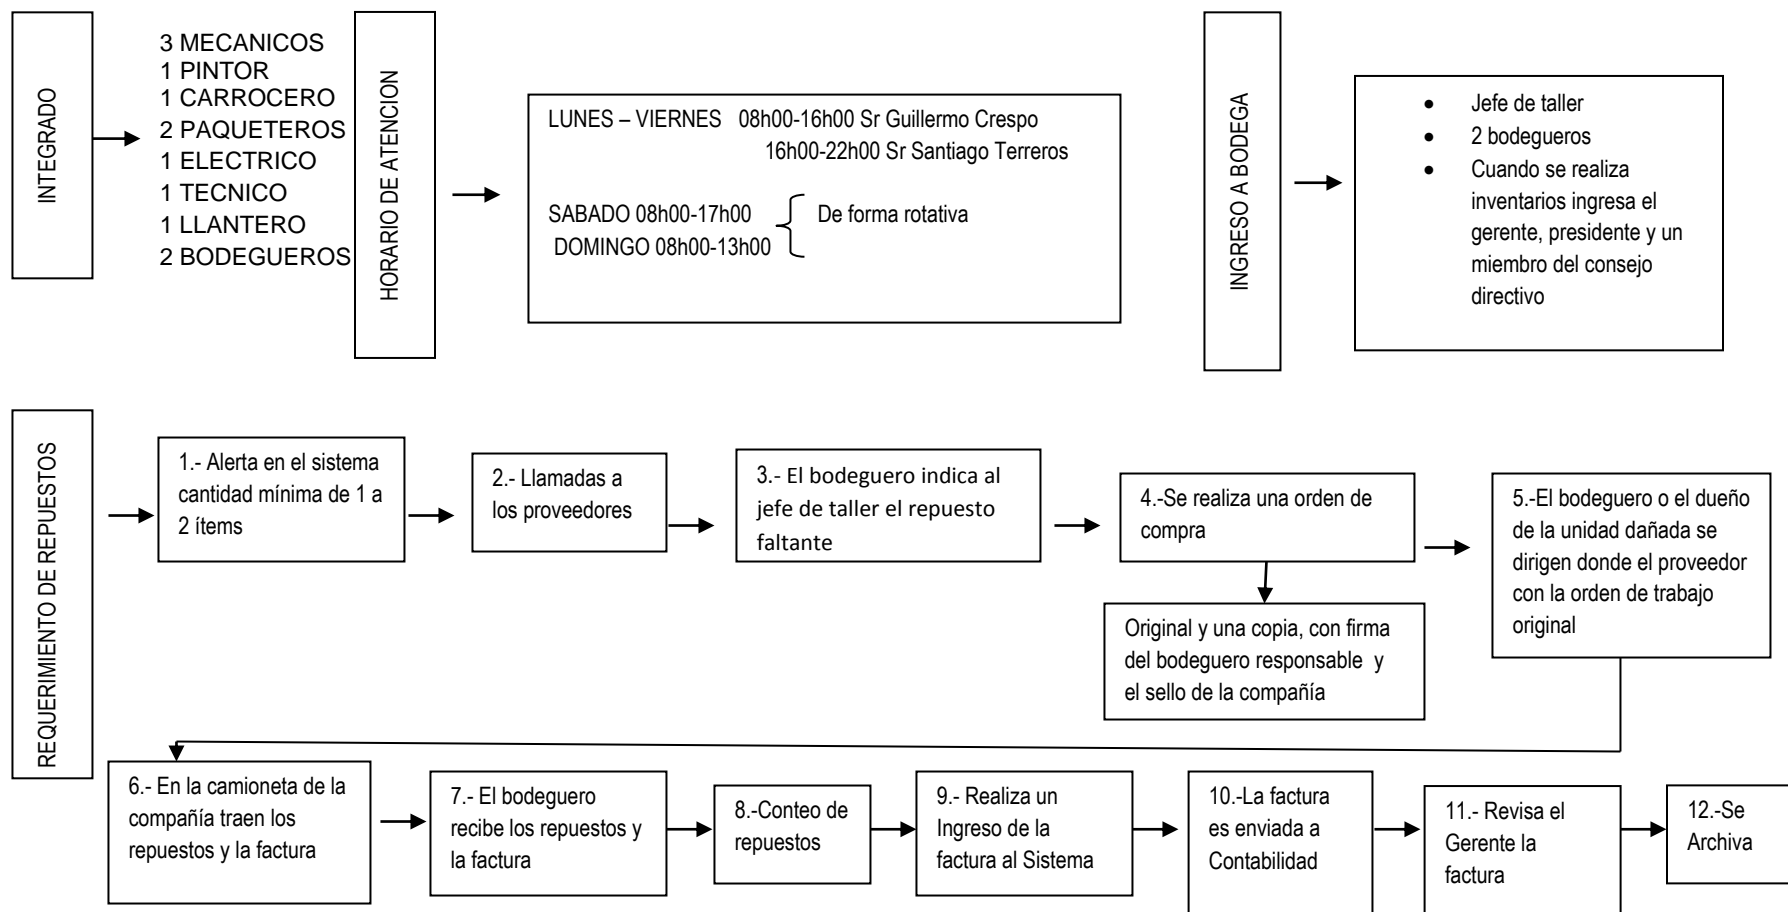 INTEGRADO
3 MECANICOS
1 PINTOR
1 CARROCERO
2 PAQUETEROS
1 ELECTRICO
1 TECNICO
1 LLANTERO
2 BODEGUEROS
HORARIO DE ATENCION
LUNES – VIERNES 08h00-16h00 Sr Guillermo Crespo
16h00-22h00 Sr Santiago Terreros
SABADO 08h00-17h00
De forma rotativa
DOMINGO 08h00-13h00
INGRESO A BODEGA
• Jefe de taller
• 2 bodegueros
• Cuando se realiza
inventarios ingresa el
gerente, presidente y un
miembro del consejo
directivo
REQUERIMIENTO DE REPUESTOS
1.- Alerta en el sistema
cantidad mínima de 1 a
2 ítems
2.- Llamadas a
los proveedores
3.- El bodeguero indica al
jefe de taller el repuesto
faltante
4.-Se realiza una orden de
compra
Original y una copia, con firma
del bodeguero responsable y
el sello de la compañía
5.-El bodeguero o el dueño
de la unidad dañada se
dirigen donde el proveedor
con la orden de trabajo
original
6.- En la camioneta de la
compañía traen los
repuestos y la factura
7.- El bodeguero
recibe los repuestos y
la factura
8.-Conteo de
repuestos
9.- Realiza un
Ingreso de la
factura al Sistema
10.-La factura
es enviada a
Contabilidad
11.- Revisa el
Gerente la
factura
12.-Se
Archiva